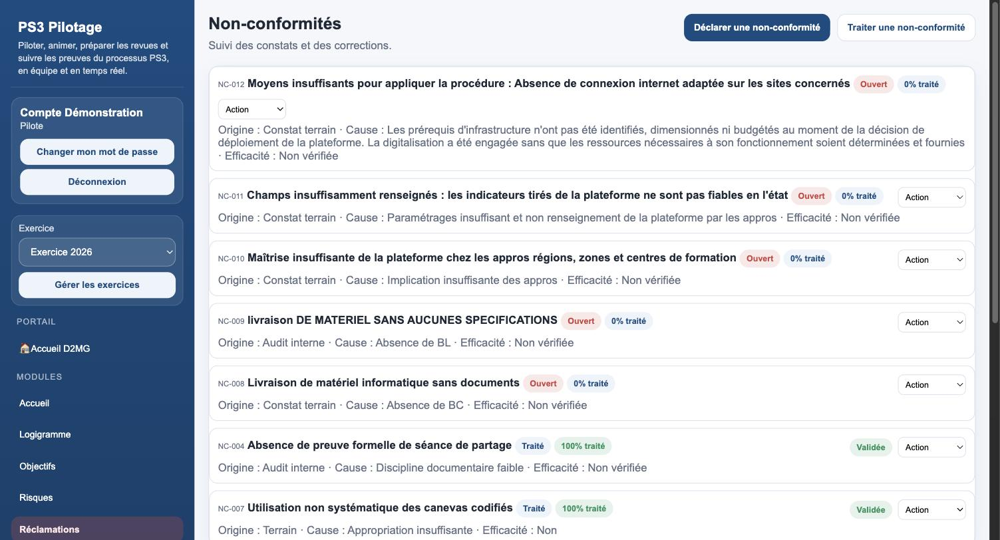 PS3 Pilotage
Piloter, animer, préparer les revues et
suivre les preuves du processus PS3,
en équipe et en temps réel.
Compte Démonstration
Pilote
Changer mon mot de passe
Déconnexion
Exercice
Exercice 2026
Gérer les exercices
PORTAIL
Accueil D2MG
MODULES
Accueil
Logigramme
Objectifs
Risques
Réclamations
Non-conformités
Suivi des constats et des corrections.
Déclarer une non-conformité
Traiter une non-conformité
NC-012 Moyens insuffisants pour appliquer la procédure : Absence de connexion internet adaptée sur les sites concernés Ouvert 0% traité
Action
Origine : Constat terrain · Cause : Les prérequis d'infrastructure n'ont pas été identifiés, dimensionnés ni budgétés au moment de la décision de
déploiement de la plateforme. La digitalisation a été engagée sans que les ressources nécessaires à son fonctionnement soient déterminées et fournies
· Efficacité : Non vérifiée
NC-011 Champs insuffisamment renseignés : les indicateurs tirés de la plateforme ne sont pas fiables en l'état Ouvert 0% traité Action
Origine : Constat terrain · Cause : Paramétrages insuffisant et non renseignement de la plateforme par les appros · Efficacité : Non vérifiée
NC-010 Maîtrise insuffisante de la plateforme chez les appros régions, zones et centres de formation Ouvert 0% traité Action
Origine : Constat terrain · Cause : Implication insuffisante des appros · Efficacité : Non vérifiée
NC-009 livraison DE MATERIEL SANS AUCUNES SPECIFICATIONS Ouvert 0% traité Action
Origine : Audit interne · Cause : Absence de BL · Efficacité : Non vérifiée
NC-008 Livraison de matériel informatique sans documents Ouvert 0% traité Action
Origine : Constat terrain · Cause : Absence de BC · Efficacité : Non vérifiée
NC-004 Absence de preuve formelle de séance de partage Traité 100% traité Validée Action
Origine : Audit interne · Cause : Discipline documentaire faible · Efficacité : Non vérifiée
NC-007 Utilisation non systématique des canevas codifiés Traité 100% traité Validée Action
Origine : Terrain · Cause : Appropriation insuffisante · Efficacité : Non